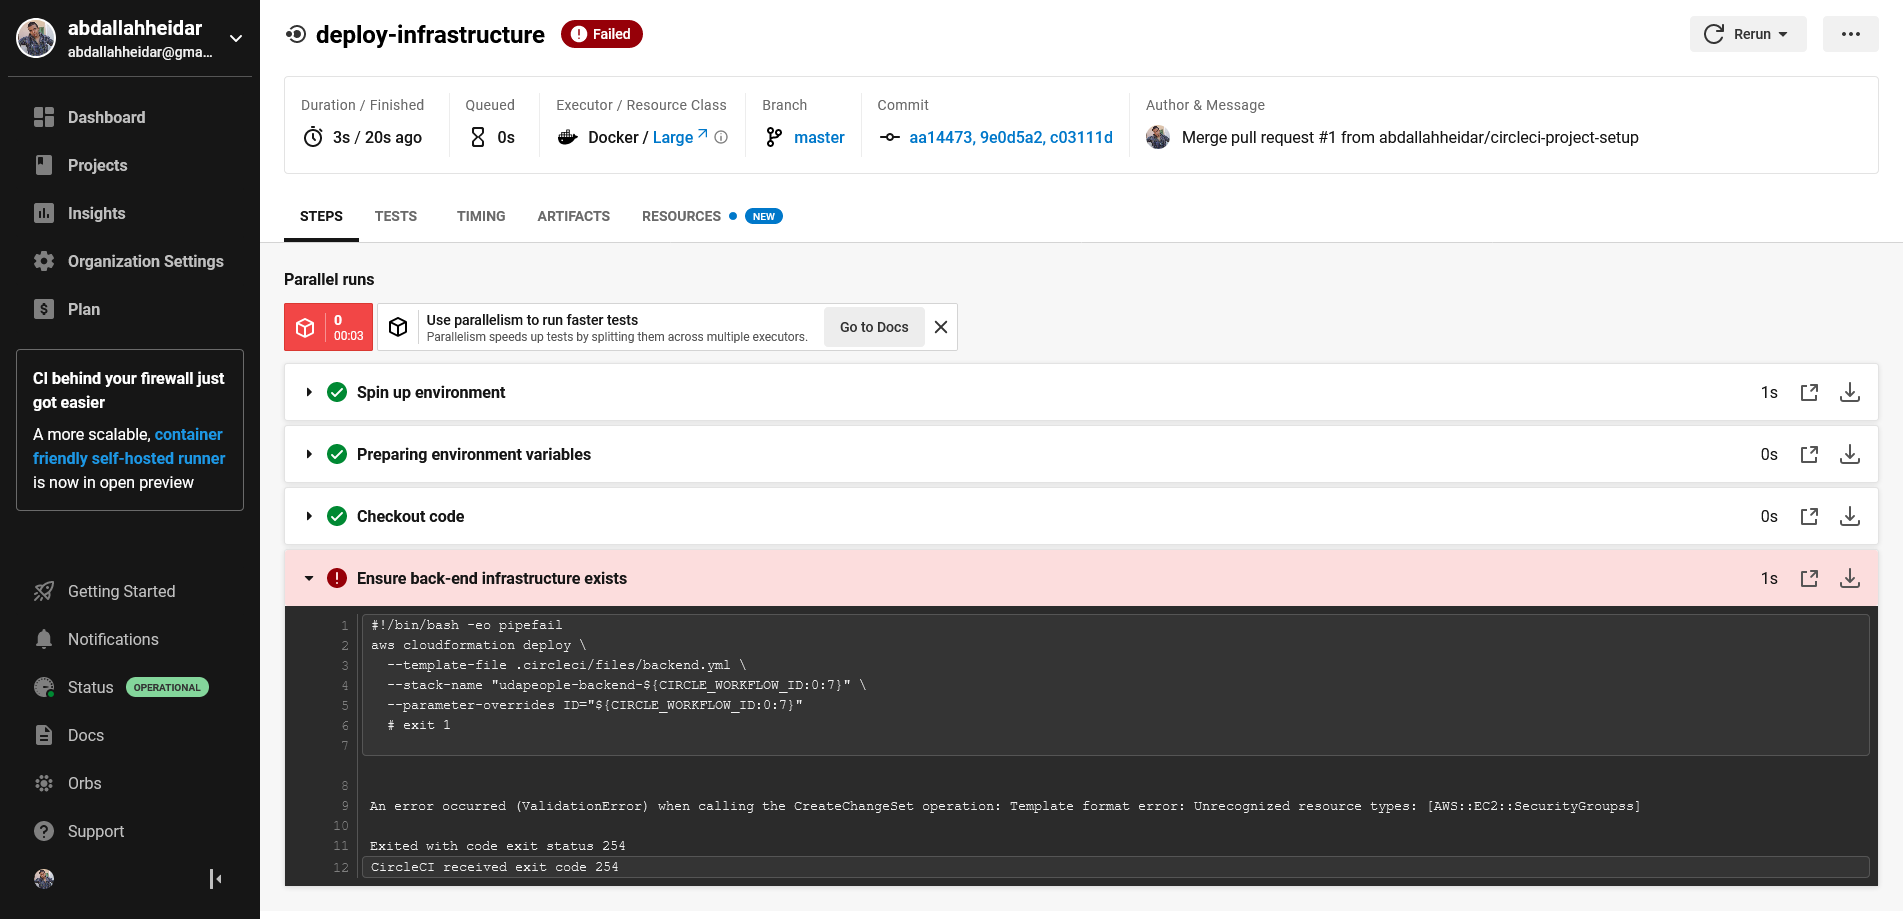 abdallahheidar
abdallahheidar@gma...
Dashboard
Projects
Insights
Organization Settings
Plan
CI behind your firewall just
got easier
A more scalable, container
friendly self-hosted runner
is now in open preview
Getting Started
Notifications
Status OPERATIONAL
Docs
Orbs
Support
deploy-infrastructure Failed
Rerun
Duration / Finished
3s / 20s ago
Queued
0s
Executor / Resource Class
Docker / Large
Branch
master
Commit
aa14473, 9e0d5a2, c03111d
Author & Message
Merge pull request #1 from abdallahheidar/circleci-project-setup
STEPS TESTS TIMING ARTIFACTS RESOURCES NEW
Parallel runs
0
00:03
Use parallelism to run faster tests
Parallelism speeds up tests by splitting them across multiple executors.
Go to Docs
Spin up environment 1s
Preparing environment variables 0s
Checkout code 0s
Ensure back-end infrastructure exists 1s
1 #!/bin/bash -eo pipefail
2 aws cloudformation deploy \
3 --template-file .circleci/files/backend.yml \
4 --stack-name "udapeople-backend-${CIRCLE_WORKFLOW_ID:0:7}" \
5 --parameter-overrides ID="${CIRCLE_WORKFLOW_ID:0:7}"
6 # exit 1
7
8
9 An error occurred (ValidationError) when calling the CreateChangeSet operation: Template format error: Unrecognized resource types: [AWS::EC2::SecurityGroupss]
10
11 Exited with code exit status 254
12 CircleCI received exit code 254